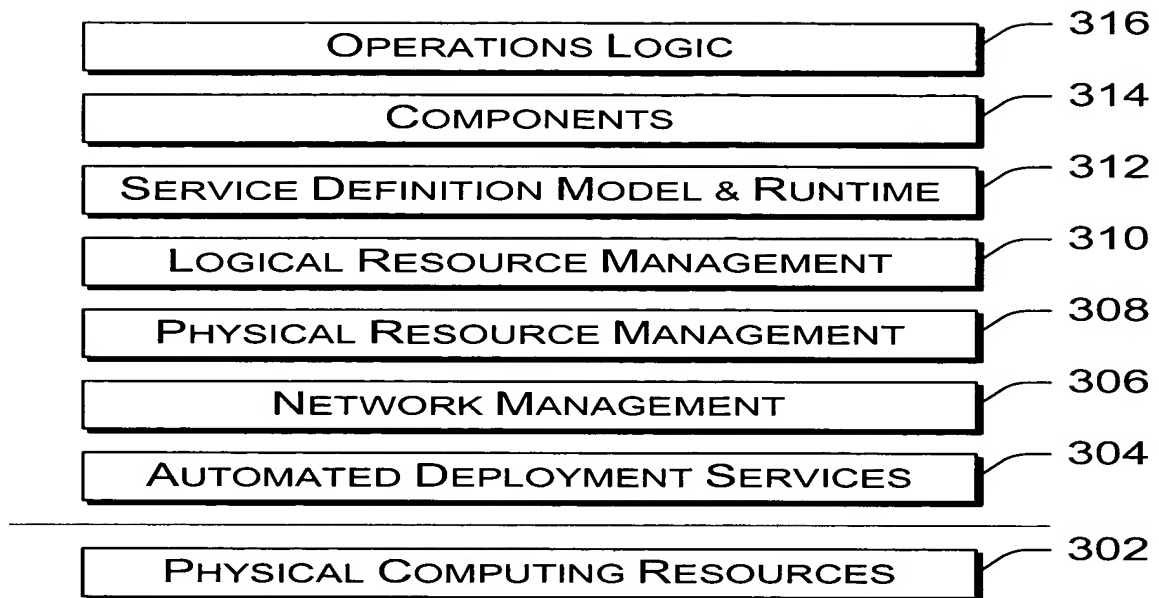 OPERATIONS LOGIC 316
COMPONENTS 314
SERVICE DEFINITION MODEL & RUNTIME 312
LOGICAL RESOURCE MANAGEMENT 310
PHYSICAL RESOURCE MANAGEMENT 308
NETWORK MANAGEMENT 306
AUTOMATED DEPLOYMENT SERVICES 304
PHYSICAL COMPUTING RESOURCES 302